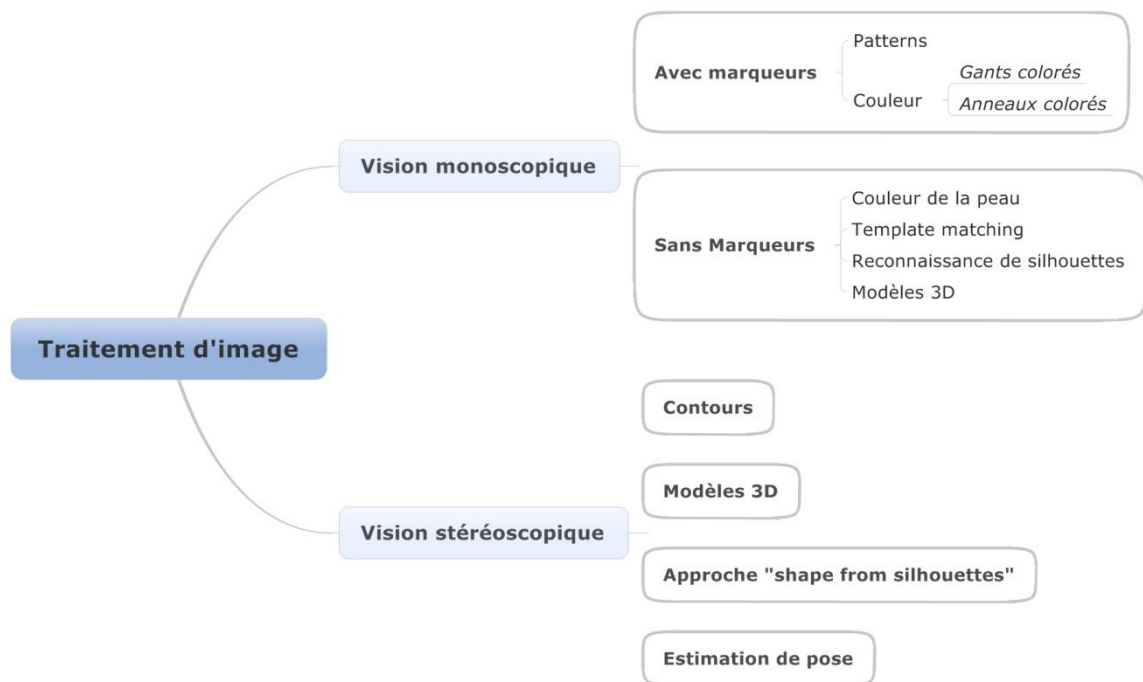 Traitement d'image
Vision monoscopique
Avec marqueurs
Patterns
Couleur
Gants colorés
Anneaux colorés
Sans Marqueurs
Couleur de la peau
Template matching
Reconnaissance de silhouettes
Modèles 3D
Vision stéréoscopique
Contours
Modèles 3D
Approche "shape from silhouettes"
Estimation de pose